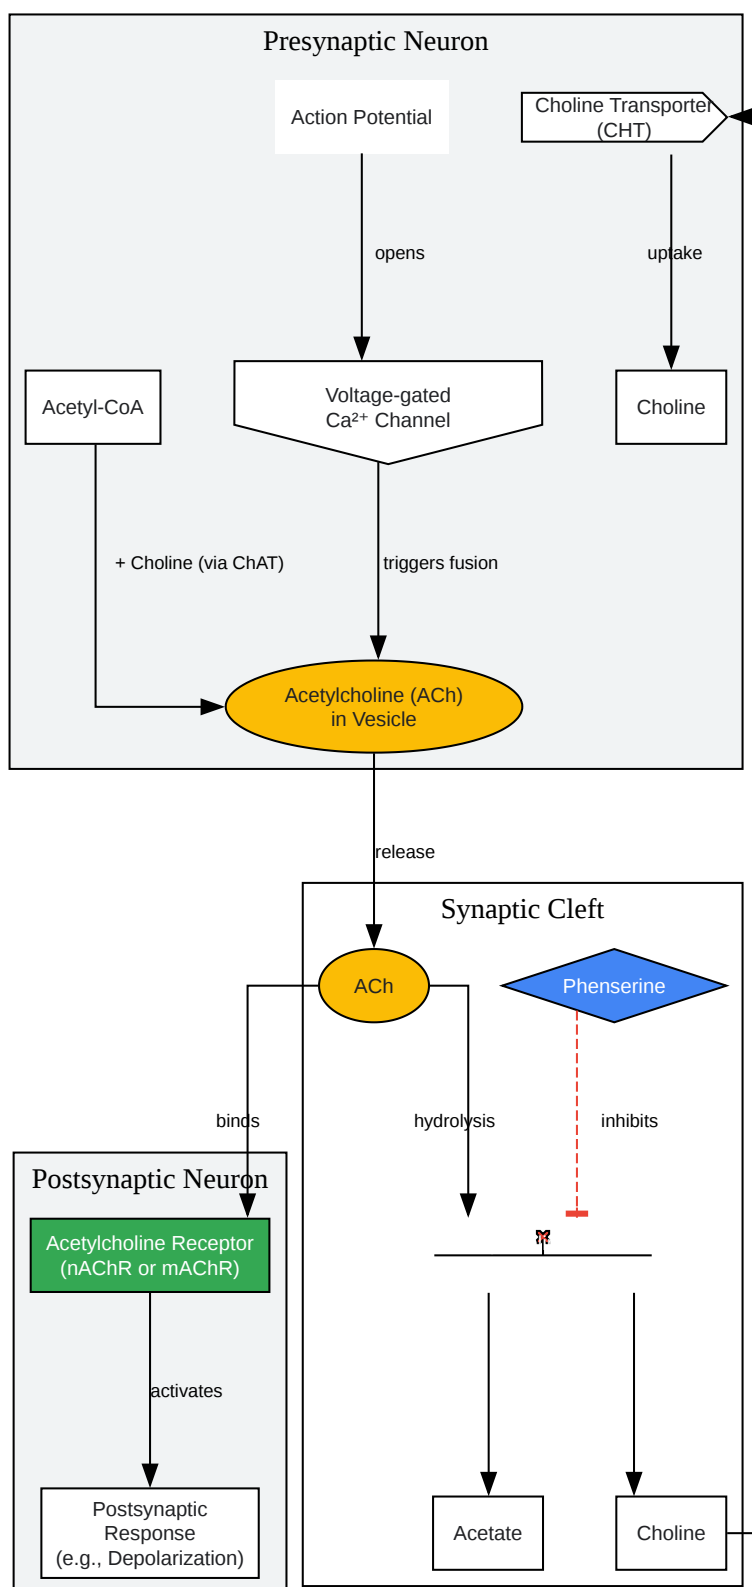 Presynaptic Neuron
Action Potential
Choline Transporter
(CHT)
opens
uptake
Acetyl-CoA
Voltage-gated
Ca²⁺ Channel
Choline
+ Choline (via ChAT)
triggers fusion
Acetylcholine (ACh)
in Vesicle
release
Synaptic Cleft
ACh
Phenserine
binds
hydrolysis
inhibits
Postsynaptic Neuron
Acetylcholine Receptor
(nAChR or mAChR)
activates
Postsynaptic
Response
(e.g., Depolarization)
Acetate
Choline